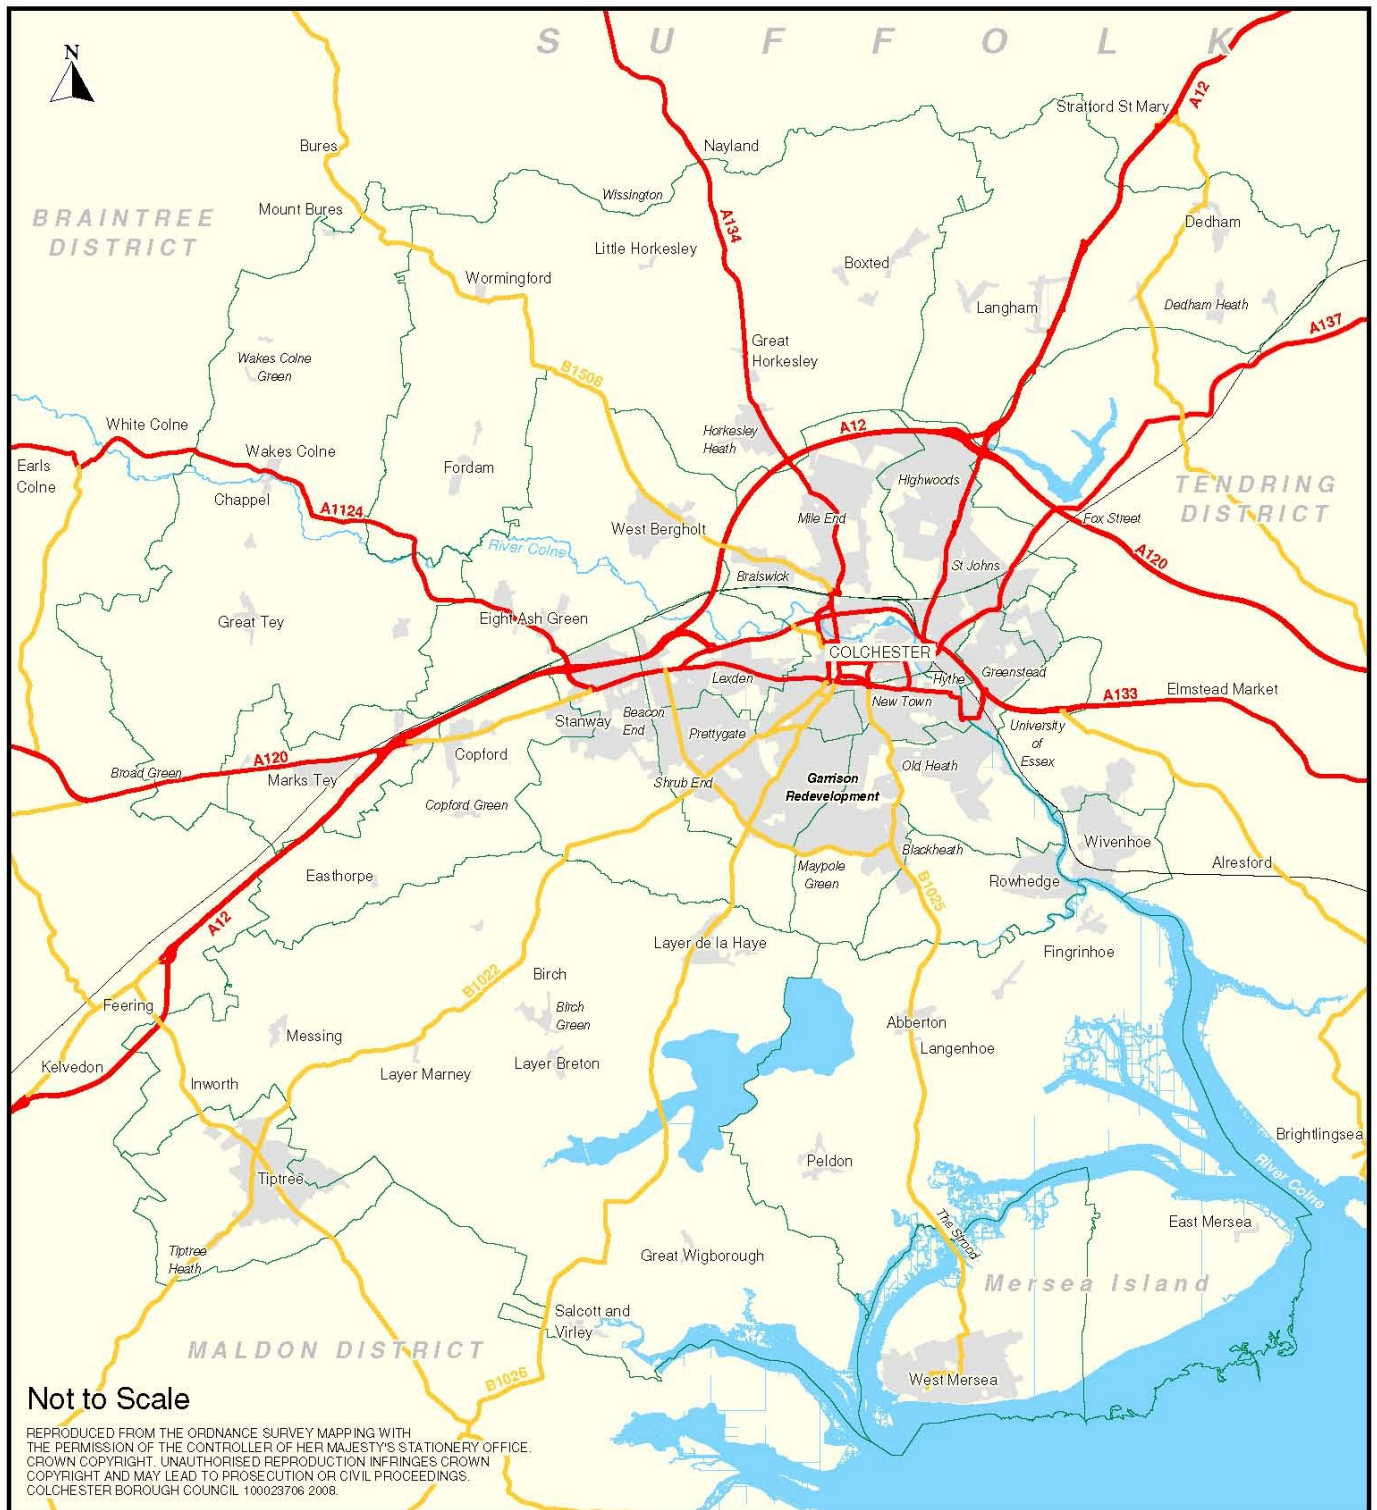 N
S U F F O L K
Stratford St Mary
A12
Bures
Nayland
Wissington
Mount Bures
BRAINTREE
DISTRICT
A134
Dedham
Little Horkesley
Boxted
Wormingford
Langham
Dedham Heath
A137
Great
Horkesley
Wakes Colne
Green
B1508
White Colne
A12
Horkesley
Heath
Wakes Colne
Earls
Colne
Fordam
Chappel
Highwoods
TENDRING
DISTRICT
A1124
Mile End
Fox Street
West Bergholt
River Colne
A120
St Johns
Braiswick
Great Tey
Eight Ash Green
COLCHESTER
Lexden
Hythe
Greenstead
A133
Elmstead Market
New Town
Stanway
Beacon
End
Prettygate
University
of
Essex
Copford
A120
Broad Green
Marks Tey
Old Heath
Shrub End
Garrison
Redevelopment
Copford Green
Wivenhoe
Blackheath
Alresford
Maypole
Green
Easthorpe
Rowhedge
B1025
A12
Layer de la Haye
Fingrinhoe
Birch
B1022
Feering
Birch
Green
Abberton
Messing
Langenhoe
Kelvedon
Layer Marney
Layer Breton
Inworth
Brightlingsea
Peldon
Tiptree
River Colne
The Strood
East Mersea
Tiptree
Heath
Great Wigborough
Mersea Island
Salcott and
Virley
MALDON DISTRICT
B1026
West Mersea
Not to Scale
REPRODUCED FROM THE ORDNANCE SURVEY MAPPING WITH
THE PERMISSION OF THE CONTROLLER OF HER MAJESTY'S STATIONERY OFFICE.
CROWN COPYRIGHT. UNAUTHORISED REPRODUCTION INFRINGES CROWN
COPYRIGHT AND MAY LEAD TO PROSECUTION OR CIVIL PROCEEDINGS.
COLCHESTER BOROUGH COUNCIL 100023706 2008.